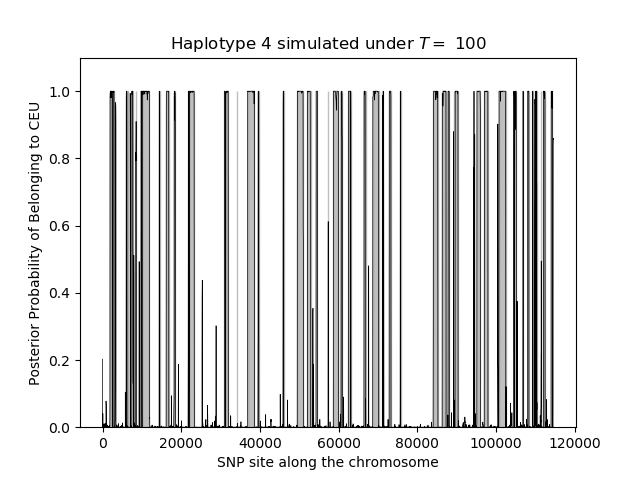 Haplotype 4 simulated under T = 100
Posterior Probability of Belonging to CEU
1.0
0.8
0.6
0.4
0.2
0.0
0 20000 40000 60000 80000 100000 120000
SNP site along the chromosome